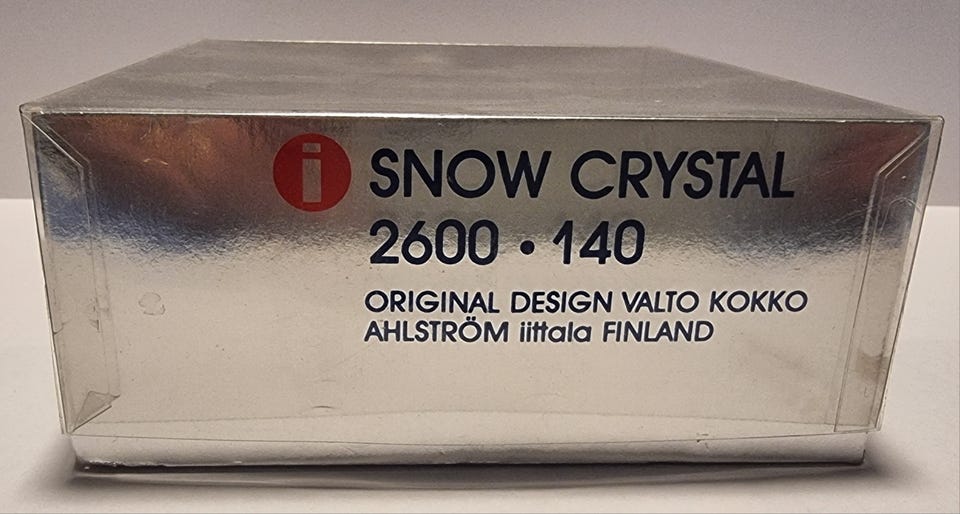 i SNOW CRYSTAL
2600 • 140
ORIGINAL DESIGN VALTO KOKKO
AHLSTRÖM iittala FINLAND